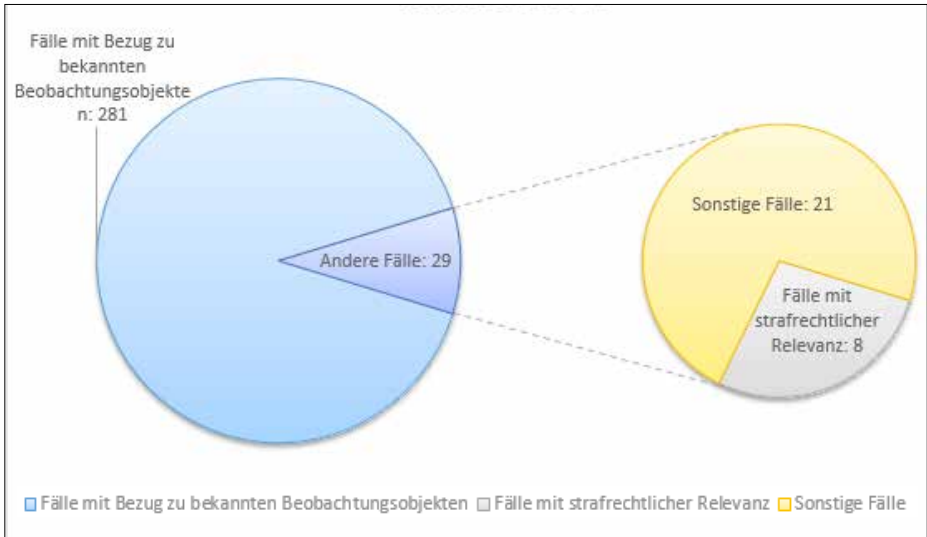 Fälle mit Bezug zu
bekannten
Beobachtungsobjekte
n: 281
Andere Fälle: 29
Sonstige Fälle: 21
Fälle mit
strafrechtlicher
Relevanz: 8
Fälle mit Bezug zu bekannten Beobachtungsobjekten Fälle mit strafrechtlicher Relevanz Sonstige Fälle